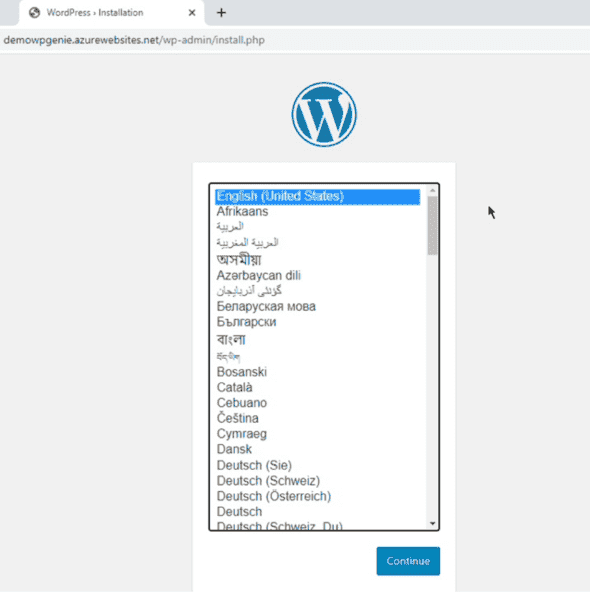 WordPress › Installation
demowpgenie.azurewebsites.net/wp-admin/install.php
English (United States)
Afrikaans
العربية
العربية المغربية
অসমীয়া
Azərbaycan dili
گؤنئی آذربایجان
Беларуская мова
Български
বাংলা
བོད་ཡིག
Bosanski
Català
Cebuano
Čeština
Cymraeg
Dansk
Deutsch (Sie)
Deutsch (Schweiz)
Deutsch (Österreich)
Deutsch
Deutsch (Schweiz, Du)
Continue